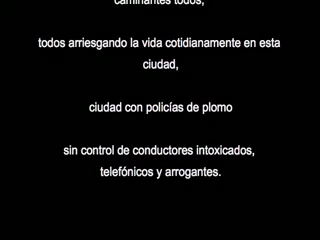 caminantes todos,
todos arriesgando la vida cotidianamente en esta
ciudad,
ciudad con policías de plomo
sin control de conductores intoxicados,
telefónicos y arrogantes.